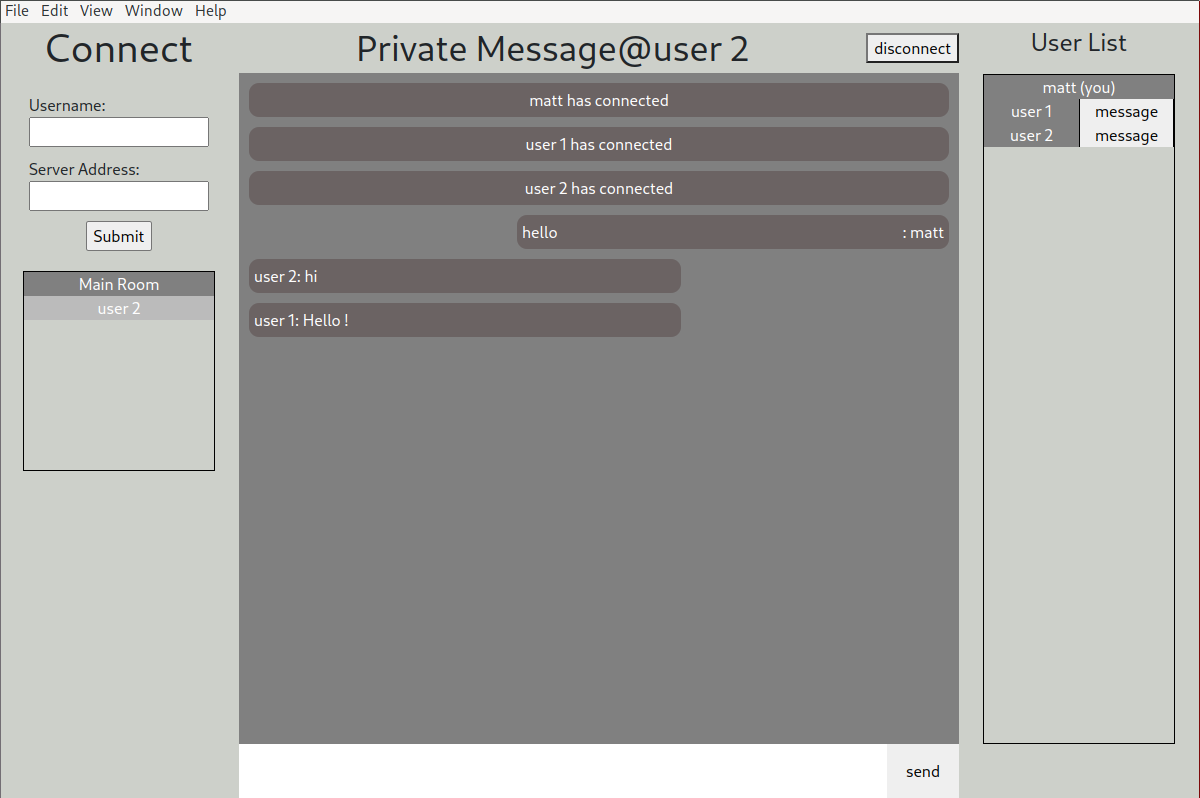 File Edit View Window Help
Connect
Username:
Server Address:
Submit
Main Room
user 2
Private Message@user 2
disconnect
matt has connected
user 1 has connected
user 2 has connected
hello : matt
user 2: hi
user 1: Hello !
send
User List
matt (you)
user 1 message
user 2 message